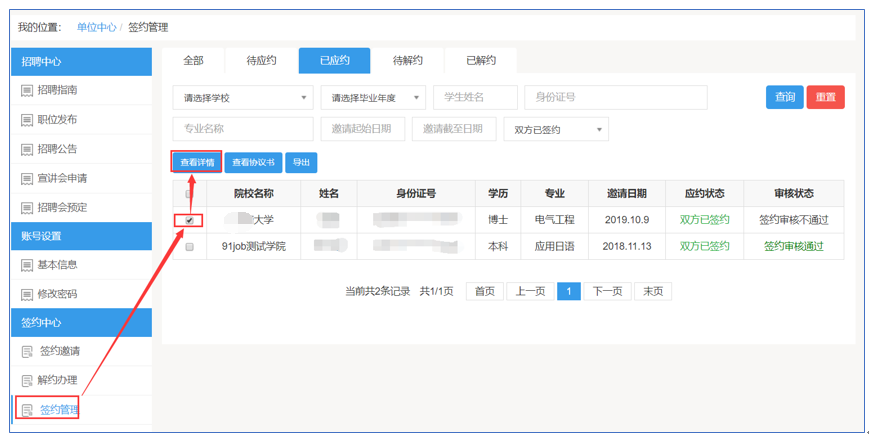 我的位置： 单位中心 / 签约管理
招聘中心
招聘指南
职位发布
招聘公告
宣讲会申请
招聘会预定
账号设置
基本信息
修改密码
签约中心
签约邀请
解约办理
签约管理
全部 待应约 已应约 待解约 已解约
请选择学校 请选择毕业年度 学生姓名 身份证号 查询 重置
专业名称 邀请起始日期 邀请截至日期 双方已签约
查看详情 查看协议书 导出
院校名称 姓名 身份证号 学历 专业 邀请日期 应约状态 审核状态
大学 博士 电气工程 2019.10.9 双方已签约 签约审核不通过
91job测试学院 本科 应用日语 2018.11.13 双方已签约 签约审核通过
当前共2条记录 共1/1页 首页 上一页 1 下一页 末页